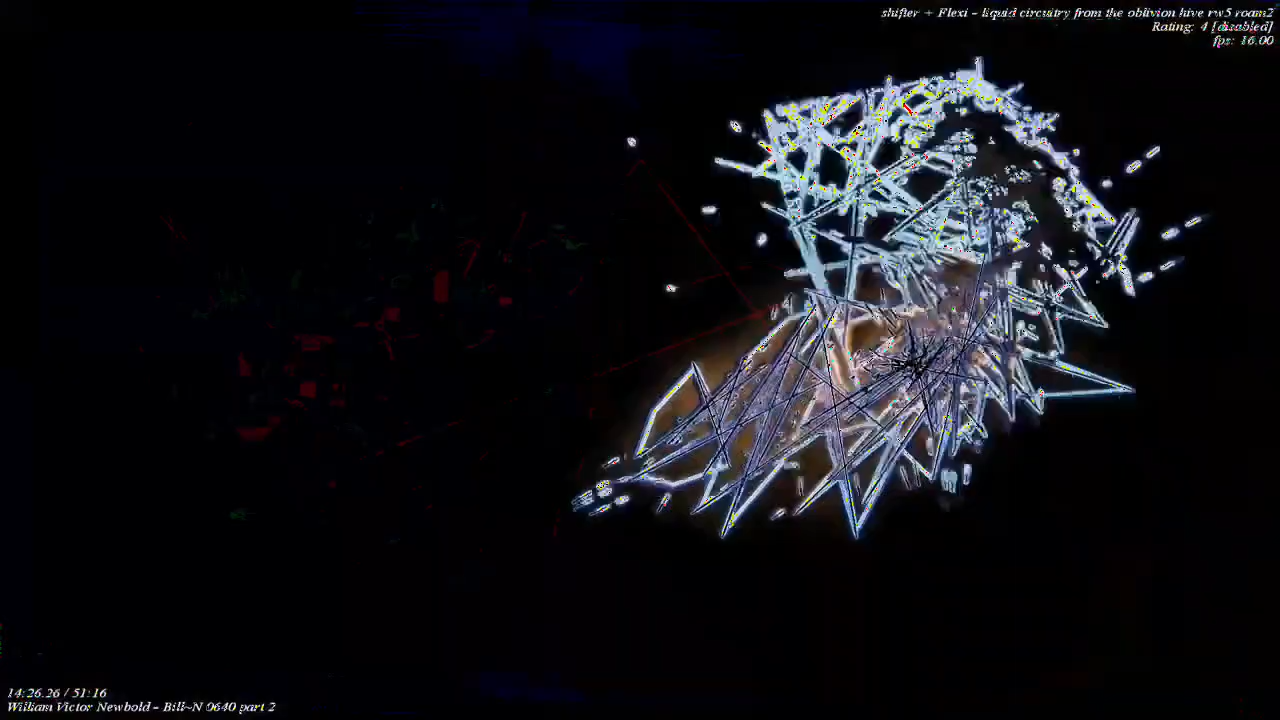 shifter + Flexi - liquid circuitry from the oblivion hive rw5 roam2
Rating: 4 [disabled]
fps: 16.00
14:26.26 / 51:16
William Victor Newbold - Bill~N 0640 part 2